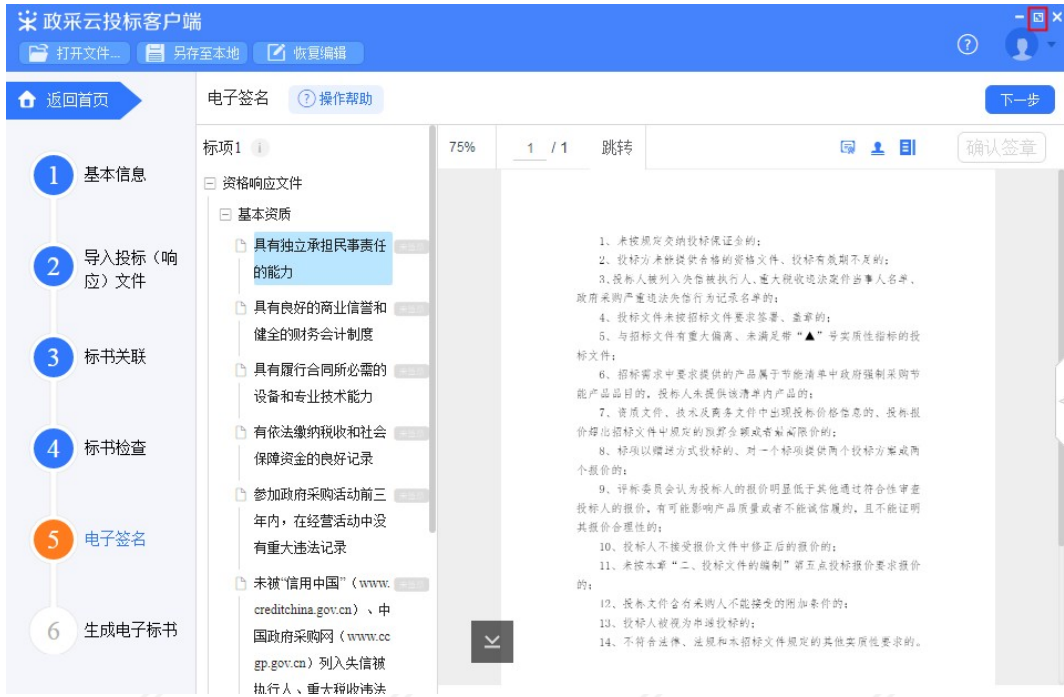 政采云投标客户端
打开文件... 另存至本地 恢复编辑
返回首页
电子签名 操作帮助 下一步
1 基本信息
2 导入投标（响
应）文件
3 标书关联
4 标书检查
5 电子签名
6 生成电子标书
标项1
资格响应文件
基本资质
具有独立承担民事责任
的能力
具有良好的商业信誉和
健全的财务会计制度
具有履行合同所必需的
设备和专业技术能力
有依法缴纳税收和社会
保障资金的良好记录
参加政府采购活动前三
年内，在经营活动中没
有重大违法记录
未被“信用中国”（www.
creditchina.gov.cn）、中
国政府采购网（www.cc
gp.gov.cn）列入失信被
执行人、重大税收违法
75% 1 / 1 跳转 确认签章
1、未按规定交纳投标保证金的；
2、投标方未能提供合格的资格文件、投标有效期不足的；
3、投标人被列入失信被执行人、重大税收违法案件当事人名单、
政府采购严重违法失信行为记录名单的；
4、投标文件未按招标文件要求签署、盖章的；
5、与招标文件有重大偏离、未满足带“▲”号实质性指标的投
标文件；
6、招标需求中要求提供的产品属于节能清单中政府强制采购节
能产品品目的，投标人未提供该清单内产品的；
7、资质文件、技术及商务文件中出现投标价格信息的、投标报
价超出招标文件中规定的预算金额或者最高限价的；
8、标项以赠送方式投标的、对一个标项提供两个投标方案或两
个报价的；
9、评标委员会认为投标人的报价明显低于其他通过符合性审查
投标人的报价，有可能影响产品质量或者不能诚信履约，且不能证明
其报价合理性的；
10、投标人不接受报价文件中修正后的报价的；
11、未按本章“二、投标文件的编制”第五点投标报价要求报价
的；
12、投标文件含有采购人不能接受的附加条件的；
13、投标人被视为串通投标的；
14、不符合法律、法规和本招标文件规定的其他实质性要求的。